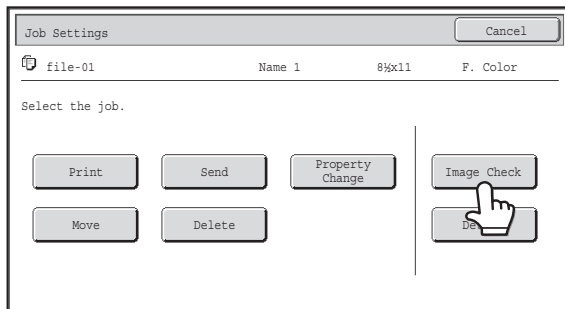 Job Settings Cancel
file-01 Name 1 8½x11 F. Color
Select the job.
Print Send Property Change Image Check
Move Delete